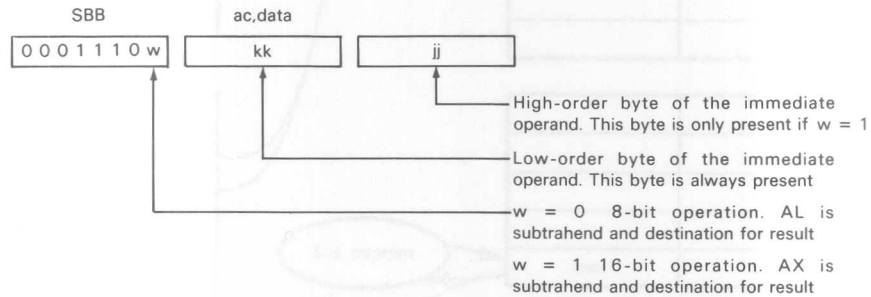 SBB ac,data
0 0 0 1 1 1 0 w kk jj
High-order byte of the immediate
operand. This byte is only present if w = 1
Low-order byte of the immediate
operand. This byte is always present
w = 0 8-bit operation. AL is
subtrahend and destination for result
w = 1 16-bit operation. AX is
subtrahend and destination for result